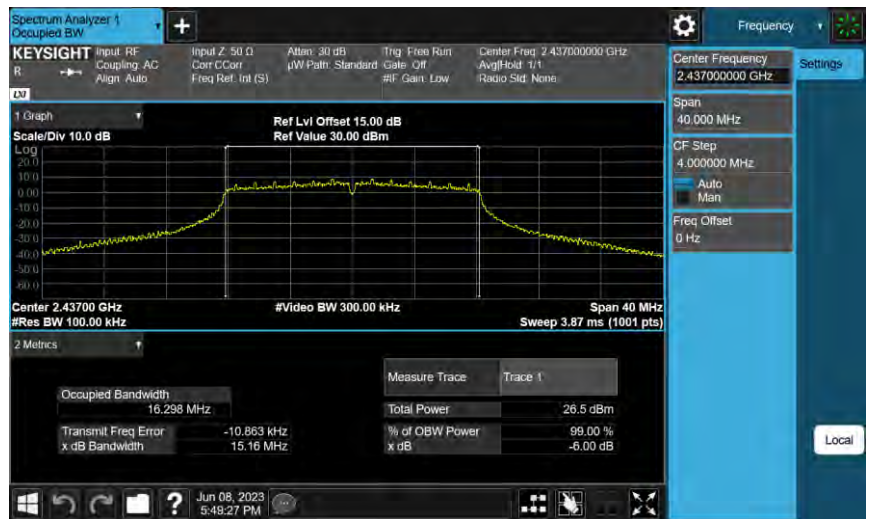 Spectrum Analyzer 1
Occupied BW
Frequency
KEYSIGHT
R
LXI
Input: RF
Coupling: AC
Align: Auto
Input Z: 50 Ω
Corr CCorr
Freq Ref: Int (S)
Atten: 30 dB
µW Path: Standard
Trig: Free Run
Gate: Off
#IF Gain: Low
Center Freq: 2.437000000 GHz
Avg|Hold: 1/1
Radio Std: None
Center Frequency
2.437000000 GHz
Settings
Span
40.000 MHz
CF Step
4.000000 MHz
Auto
Man
Freq Offset
0 Hz
Local
1 Graph
Scale/Div 10.0 dB
Ref Lvl Offset 15.00 dB
Ref Value 30.00 dBm
Log
20.0
10.0
0.00
-10.0
-20.0
-30.0
-40.0
-50.0
-60.0
Center 2.43700 GHz
#Video BW 300.00 kHz
Span 40 MHz
#Res BW 100.00 kHz
Sweep 3.87 ms (1001 pts)
2 Metrics
Measure Trace
Trace 1
Occupied Bandwidth
16.298 MHz
Total Power
26.5 dBm
Transmit Freq Error
-10.863 kHz
% of OBW Power
99.00 %
x dB Bandwidth
15.16 MHz
x dB
-6.00 dB
?
Jun 08, 2023
5:49:27 PM